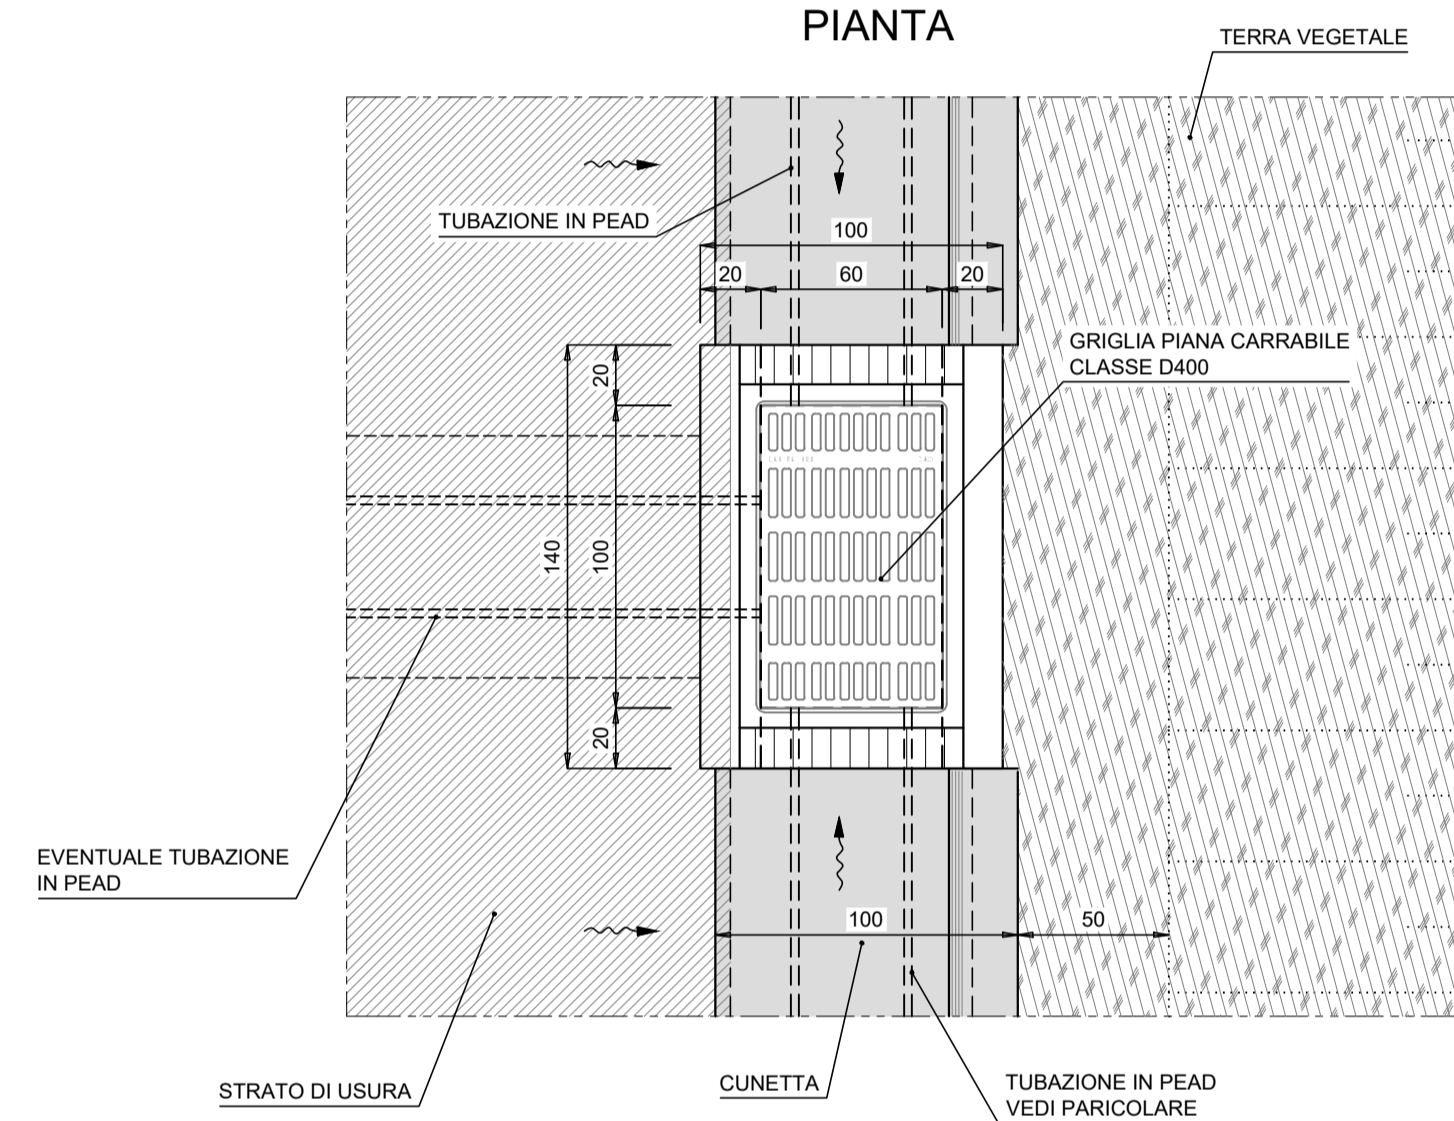 PIANTA
TERRA VEGETALE
TUBAZIONE IN PEAD
100
20
60
20
GRIGLIA PIANA CARRABILE
CLASSE D400
20
140
100
20
EVENTUALE TUBAZIONE
IN PEAD
100
50
STRATO DI USURA
CUNETTA
TUBAZIONE IN PEAD
VEDI PARICOLARE